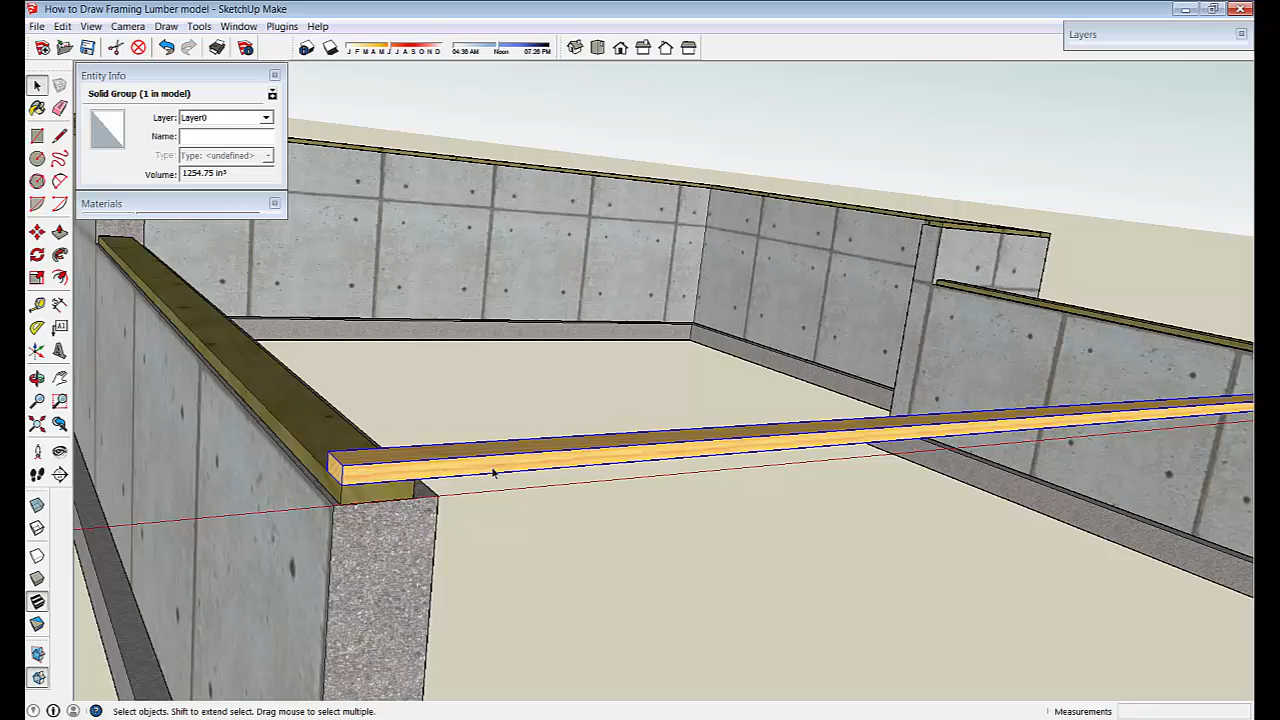 How to Draw Framing Lumber model - SketchUp Make
File Edit View Camera Draw Tools Window Plugins Help
Layers
J F M A M J J A S O N D
04:36 AM Noon 07:26 PM
Entity Info
Solid Group (1 in model)
Layer: Layer0
Name:
Type: Type: <undefined>
Volume: 1254.75 in³
Materials
Select objects. Shift to extend select. Drag mouse to select multiple.
Measurements